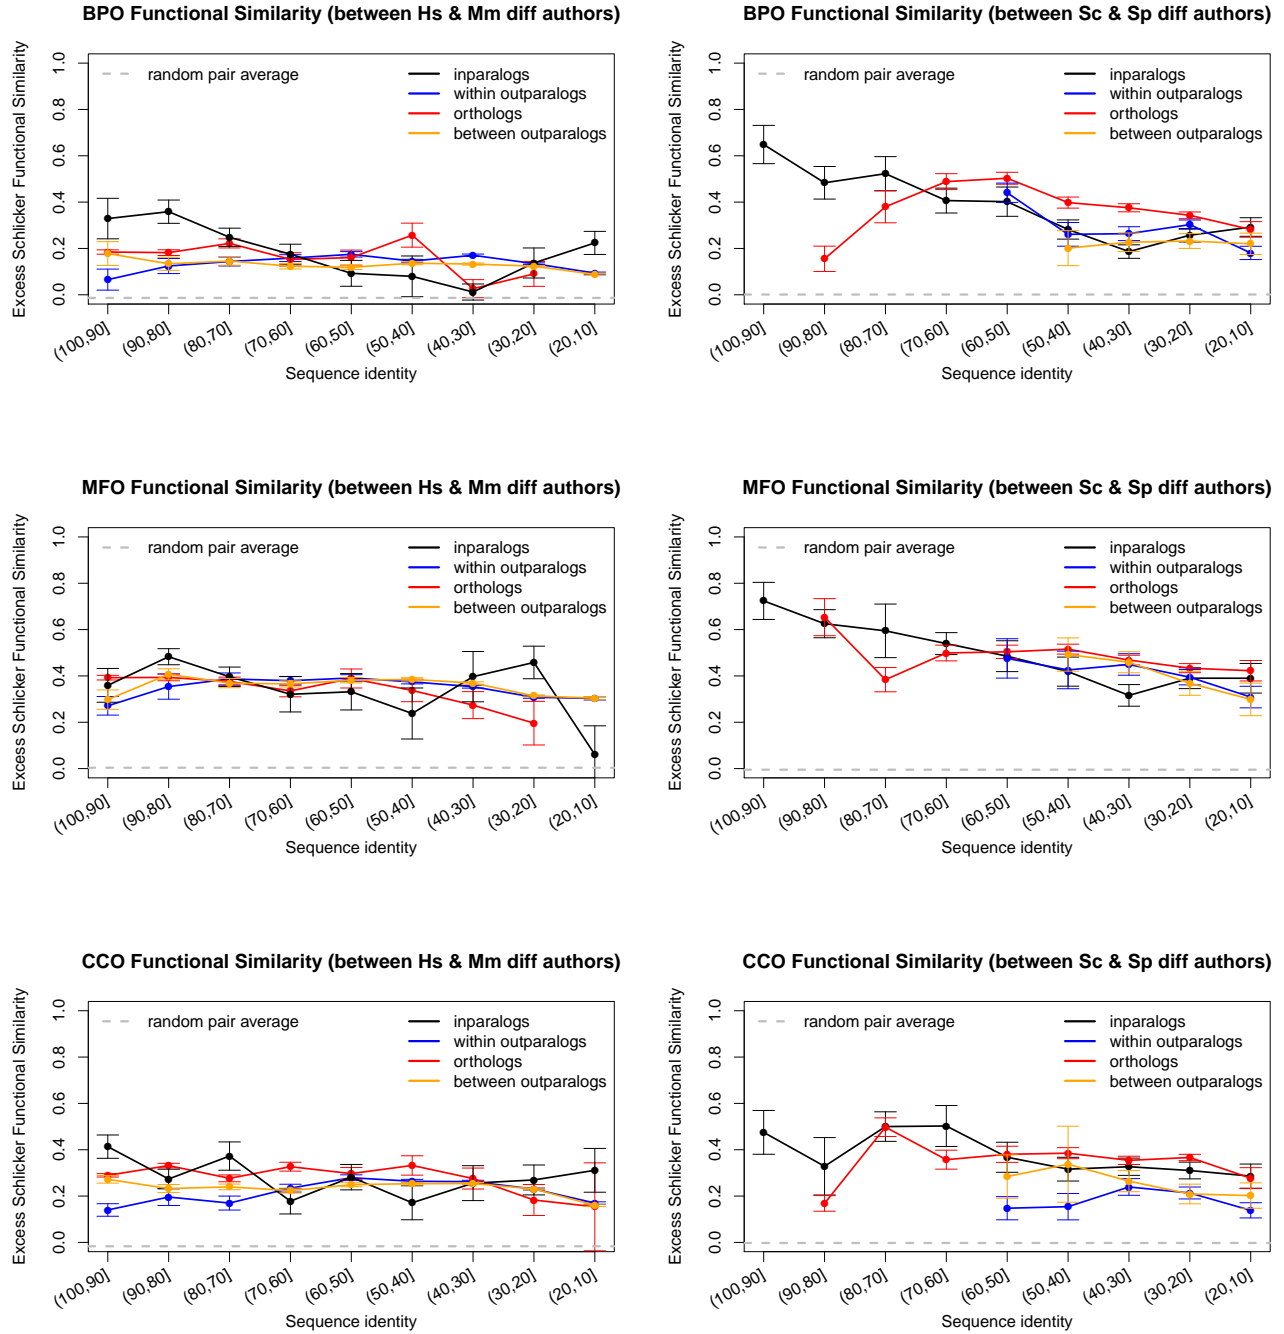 BPO Functional Similarity (between Hs & Mm diff authors)
Excess Schlicker Functional Similarity
0.0 0.2 0.4 0.6 0.8 1.0
random pair average
inparalogs
within outparalogs
orthologs
between outparalogs
(100,90] (90,80] (80,70] (70,60] (60,50] (50,40] (40,30] (30,20] (20,10]
Sequence identity
BPO Functional Similarity (between Sc & Sp diff authors)
Excess Schlicker Functional Similarity
0.0 0.2 0.4 0.6 0.8 1.0
random pair average
inparalogs
within outparalogs
orthologs
between outparalogs
(100,90] (90,80] (80,70] (70,60] (60,50] (50,40] (40,30] (30,20] (20,10]
Sequence identity
MFO Functional Similarity (between Hs & Mm diff authors)
Excess Schlicker Functional Similarity
0.0 0.2 0.4 0.6 0.8 1.0
random pair average
inparalogs
within outparalogs
orthologs
between outparalogs
(100,90] (90,80] (80,70] (70,60] (60,50] (50,40] (40,30] (30,20] (20,10]
Sequence identity
MFO Functional Similarity (between Sc & Sp diff authors)
Excess Schlicker Functional Similarity
0.0 0.2 0.4 0.6 0.8 1.0
random pair average
inparalogs
within outparalogs
orthologs
between outparalogs
(100,90] (90,80] (80,70] (70,60] (60,50] (50,40] (40,30] (30,20] (20,10]
Sequence identity
CCO Functional Similarity (between Hs & Mm diff authors)
Excess Schlicker Functional Similarity
0.0 0.2 0.4 0.6 0.8 1.0
random pair average
inparalogs
within outparalogs
orthologs
between outparalogs
(100,90] (90,80] (80,70] (70,60] (60,50] (50,40] (40,30] (30,20] (20,10]
Sequence identity
CCO Functional Similarity (between Sc & Sp diff authors)
Excess Schlicker Functional Similarity
0.0 0.2 0.4 0.6 0.8 1.0
random pair average
inparalogs
within outparalogs
orthologs
between outparalogs
(100,90] (90,80] (80,70] (70,60] (60,50] (50,40] (40,30] (30,20] (20,10]
Sequence identity